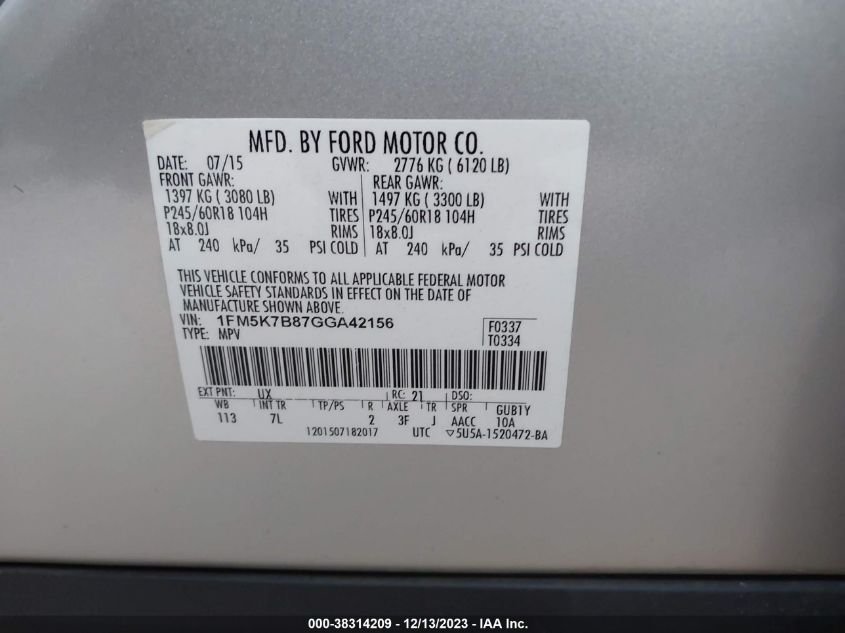 MFD. BY FORD MOTOR CO.
DATE: 07/15 GVWR: 2776 KG ( 6120 LB)
FRONT GAWR: REAR GAWR:
1397 KG ( 3080 LB) WITH 1497 KG ( 3300 LB) WITH
P245/60R18 104H TIRES P245/60R18 104H TIRES
18x8.0J RIMS 18x8.0J RIMS
AT 240 kPa/ 35 PSI COLD AT 240 kPa/ 35 PSI COLD
THIS VEHICLE CONFORMS TO ALL APPLICABLE FEDERAL MOTOR
VEHICLE SAFETY STANDARDS IN EFFECT ON THE DATE OF
MANUFACTURE SHOWN ABOVE.
VIN: 1FM5K7B87GGA42156 F0337
TYPE: MPV T0334
EXT PNT: UX RC: 21 DSO:
WB INT TR TP/PS R AXLE TR SPR GUB1Y
113 7L 2 3F J AACC 10A
1201507182017 UTC ▽5U5A-1520472-BA
000-38314209 - 12/13/2023 - IAA Inc.